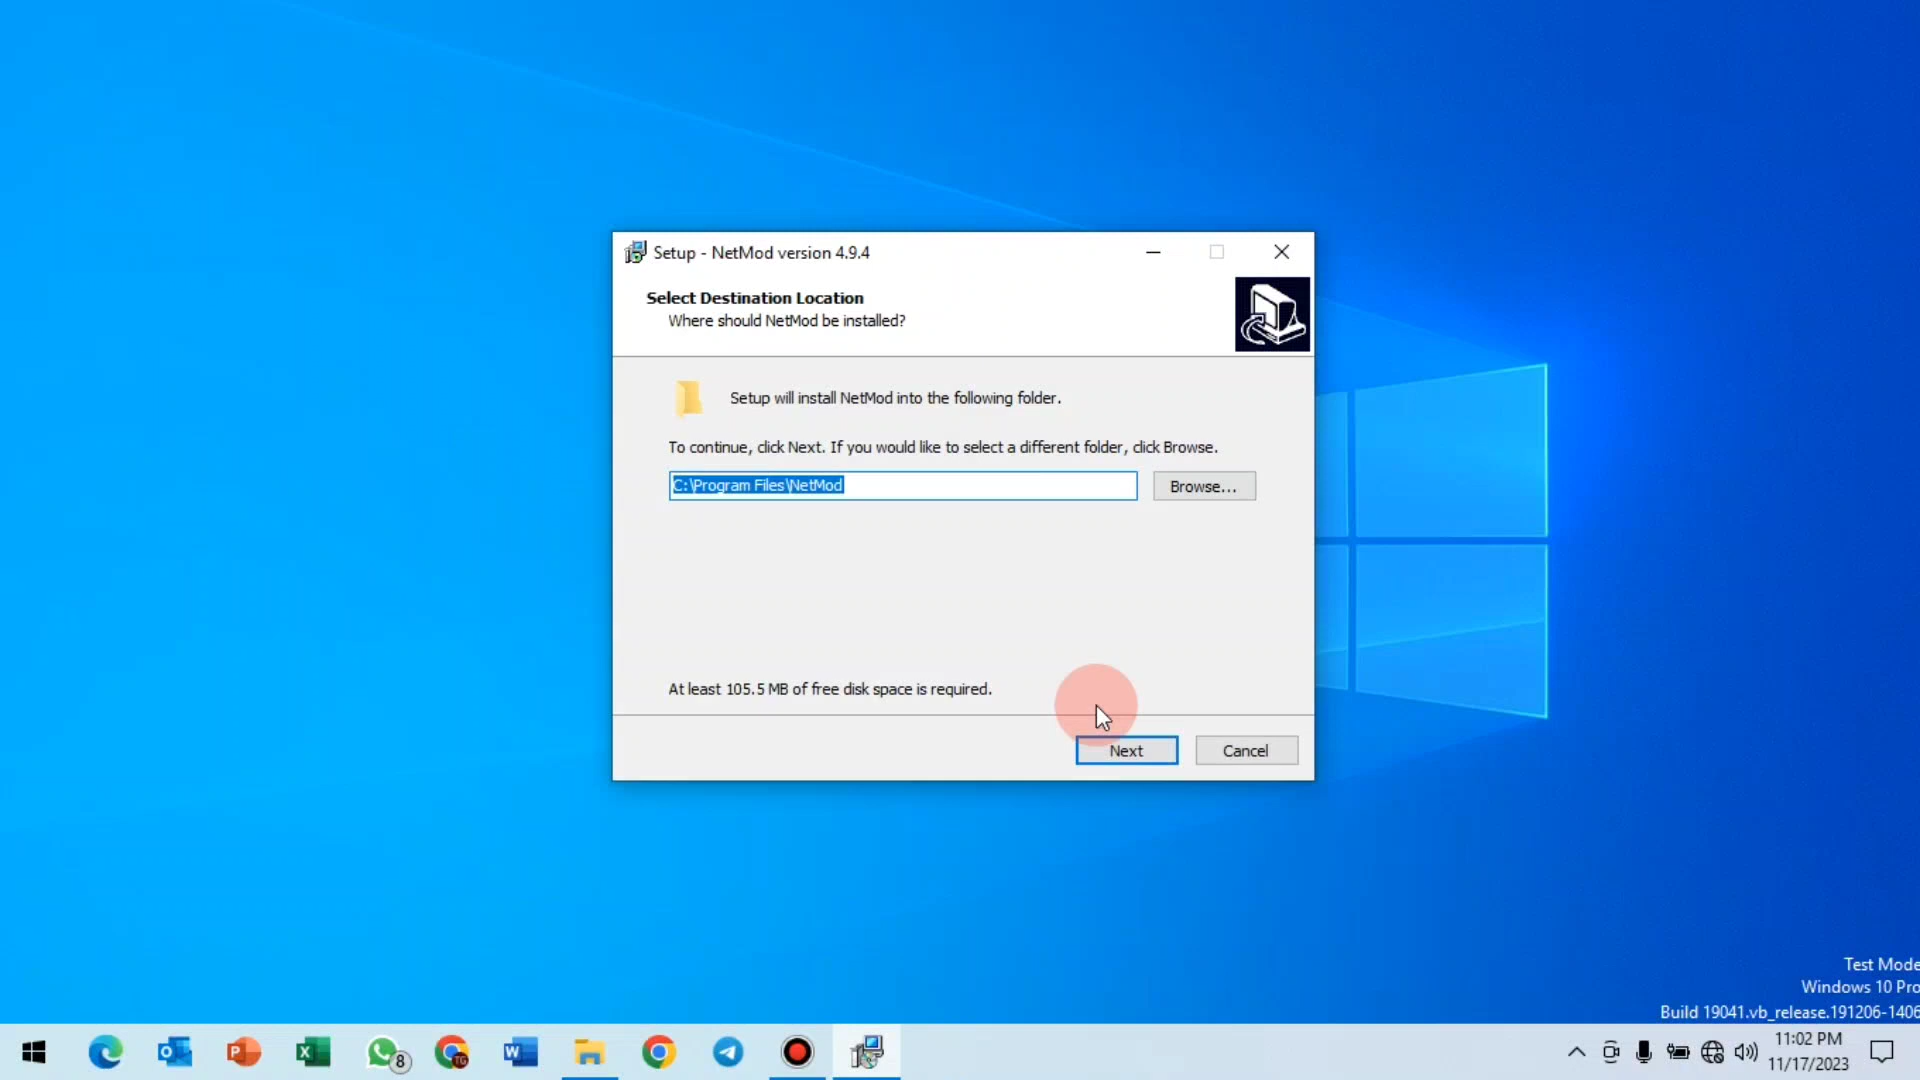 Setup - NetMod version 4.9.4
Select Destination Location
Where should NetMod be installed?
Setup will install NetMod into the following folder.
To continue, click Next. If you would like to select a different folder, click Browse.
C:\Program Files\NetMod
Browse...
At least 105.5 MB of free disk space is required.
Next
Cancel
Test Mode
Windows 10 Pro
Build 19041.vb_release.191206-1406
8
TG
11:02 PM
11/17/2023